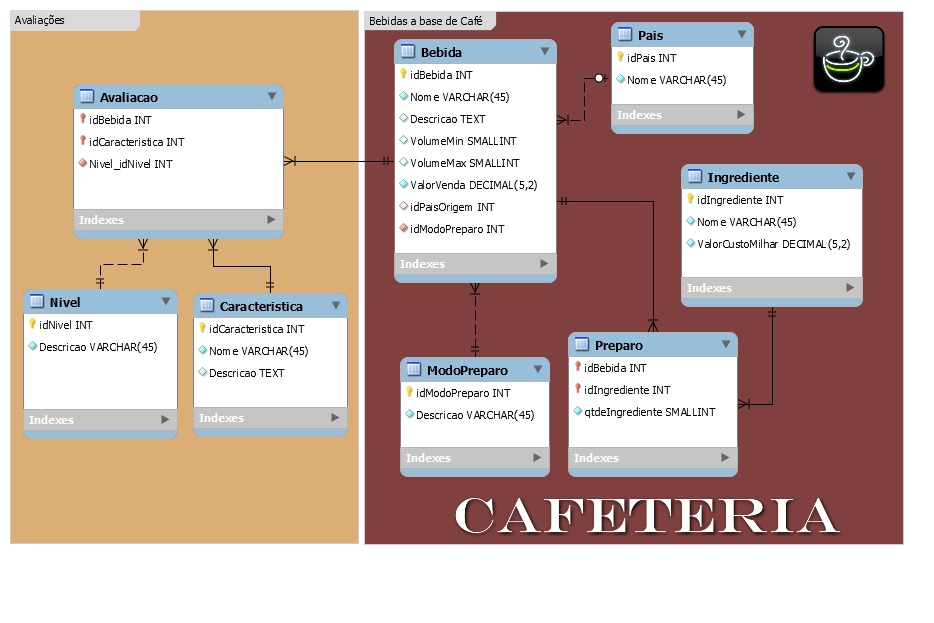 Avaliações
Avaliacao
idBebida INT
idCaracteristica INT
Nivel_idNivel INT
Indexes
Nivel
idNivel INT
Descricao VARCHAR(45)
Indexes
Caracteristica
idCaracteristica INT
Nome VARCHAR(45)
Descricao TEXT
Indexes
Bebidas a base de Café
Bebida
idBebida INT
Nome VARCHAR(45)
Descricao TEXT
VolumeMin SMALLINT
VolumeMax SMALLINT
ValorVenda DECIMAL(5,2)
idPaisOrigem INT
idModoPreparo INT
Indexes
Pais
idPais INT
Nome VARCHAR(45)
Indexes
Ingrediente
idIngrediente INT
Nome VARCHAR(45)
ValorCustoMilhar DECIMAL(5,2)
Indexes
ModoPreparo
idModoPreparo INT
Descricao VARCHAR(45)
Indexes
Preparo
idBebida INT
idIngrediente INT
qtdeIngrediente SMALLINT
Indexes
CAFETERIA